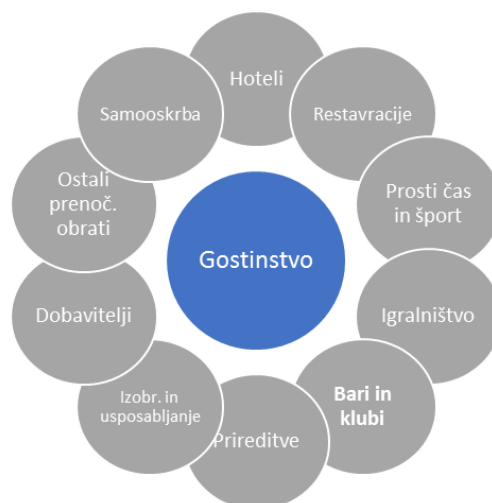 Hoteli
Restavracije
Prosti čas
in šport
Igralništvo
Bari in
klubi
Prireditve
Izobr. in
usposabljanje
Dobavitelji
Ostali
prenoč.
obrati
Samooskrba
Gostinstvo